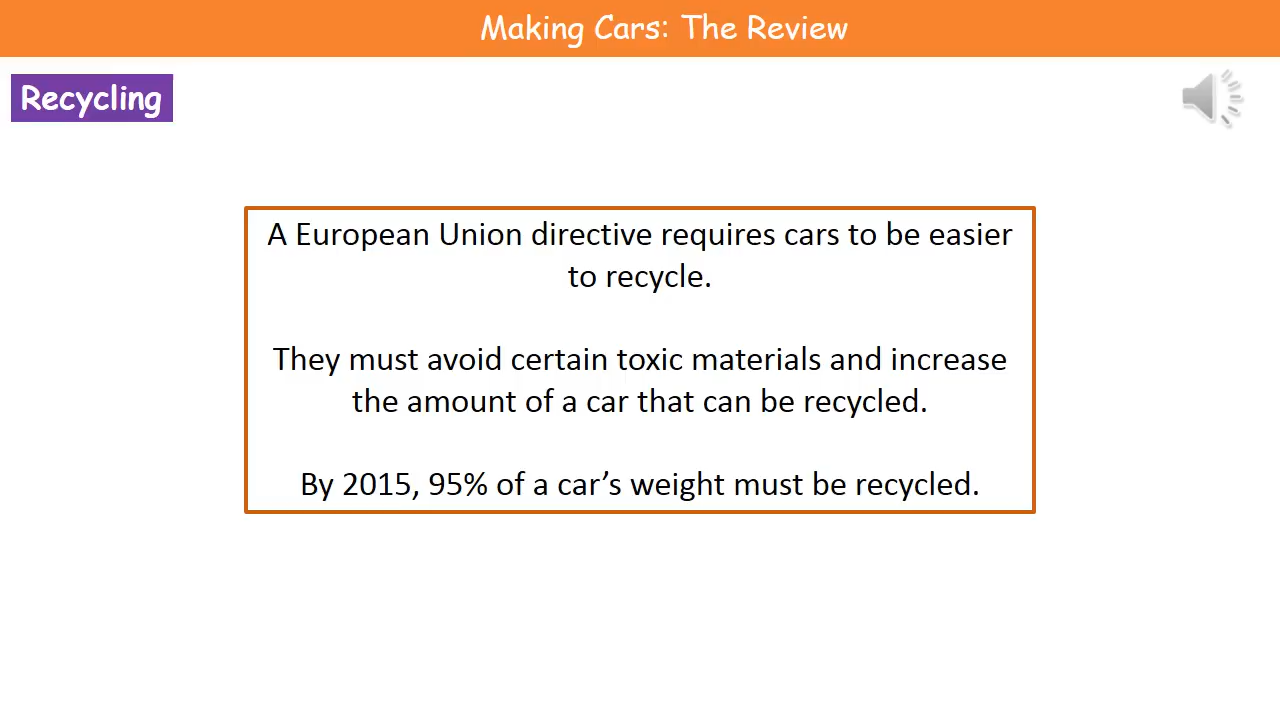 Making Cars: The Review
Recycling
A European Union directive requires cars to be easier
to recycle.
They must avoid certain toxic materials and increase
the amount of a car that can be recycled.
By 2015, 95% of a car’s weight must be recycled.